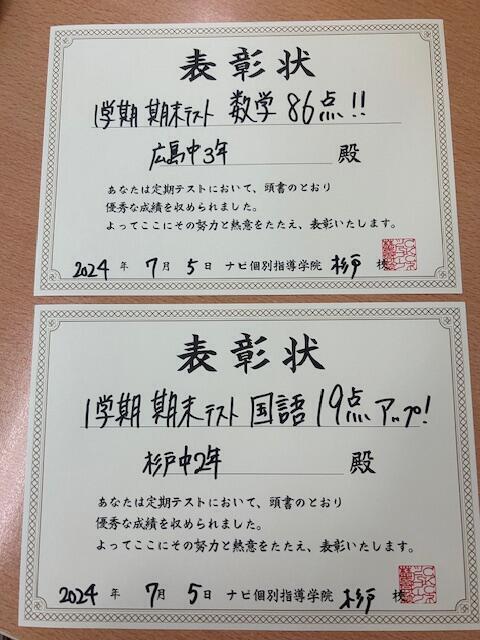 表彰状
1学期 期末テスト 数学 86点!!
広島中3年 殿
あなたは定期テストにおいて、頭書のとおり
優秀な成績を収められました。
よってここにその努力と熱意をたたえ、表彰いたします。
2024 年 7 月 5 日 ナビ個別指導学院 杉戸 校
表彰状
1学期 期末テスト 国語 19点アップ!
杉戸中2年 殿
あなたは定期テストにおいて、頭書のとおり
優秀な成績を収められました。
よってここにその努力と熱意をたたえ、表彰いたします。
2024 年 7 月 5 日 ナビ個別指導学院 杉戸 校